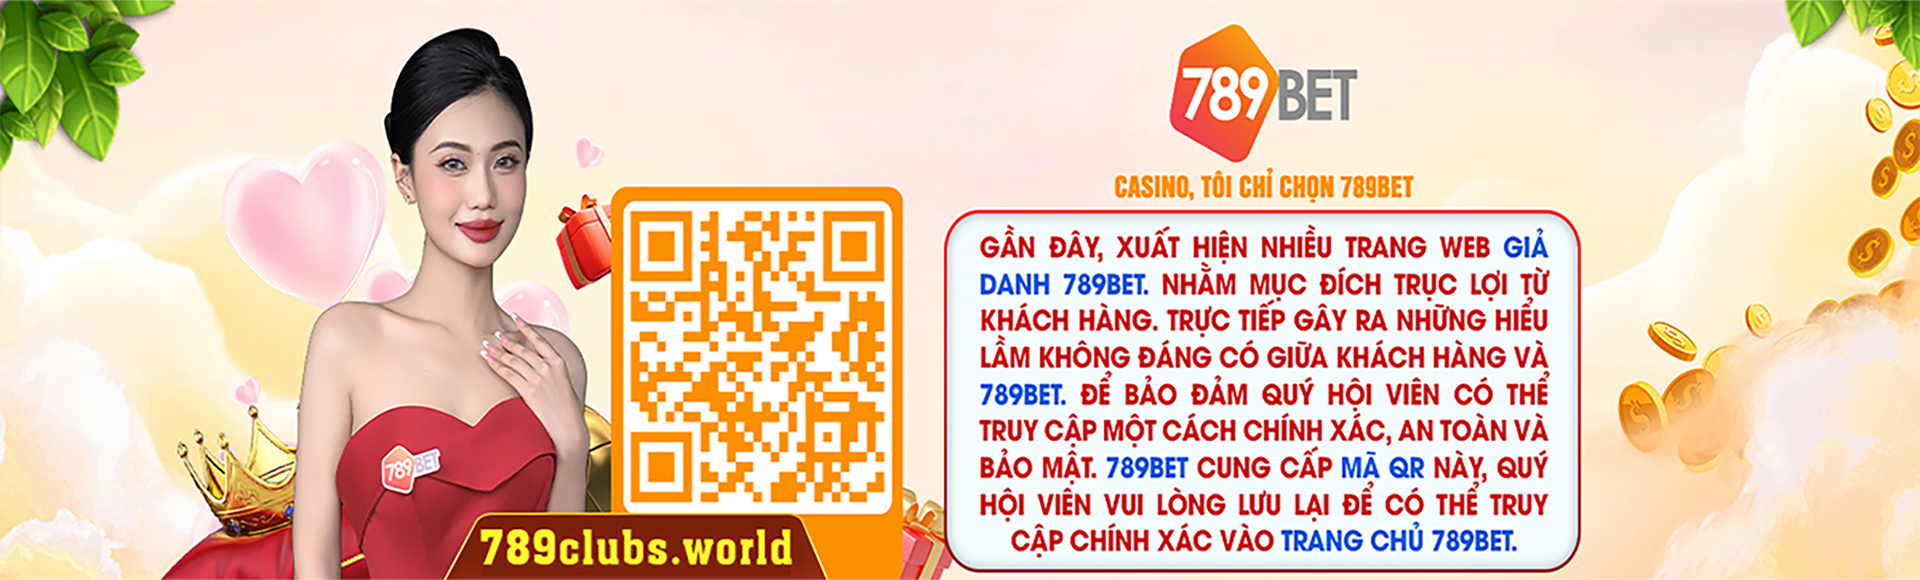 789BET
CASINO, TÔI CHỈ CHỌN 789BET
GẦN ĐÂY, XUẤT HIỆN NHIỀU TRANG WEB GIẢ
DANH 789BET. NHẰM MỤC ĐÍCH TRỤC LỢI TỪ
KHÁCH HÀNG. TRỰC TIẾP GÂY RA NHỮNG HIỂU
LẦM KHÔNG ĐÁNG CÓ GIỮA KHÁCH HÀNG VÀ
789BET. ĐỂ BẢO ĐẢM QUÝ HỘI VIÊN CÓ THỂ
TRUY CẬP MỘT CÁCH CHÍNH XÁC, AN TOÀN VÀ
BẢO MẬT. 789BET CUNG CẤP MÃ QR NÀY, QUÝ
HỘI VIÊN VUI LÒNG LƯU LẠI ĐỂ CÓ THỂ TRUY
CẬP CHÍNH XÁC VÀO TRANG CHỦ 789BET.
789BET
789clubs.world